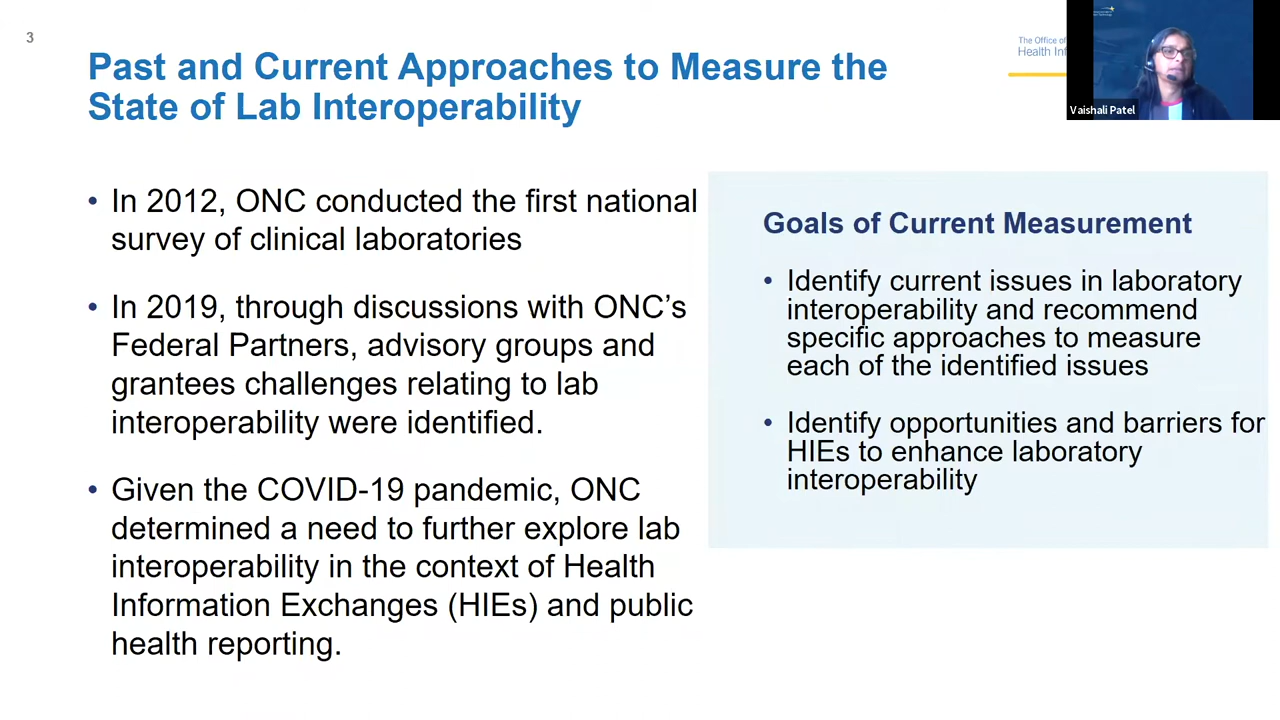 3
Past and Current Approaches to Measure the
State of Lab Interoperability
The Office of
Health Inf
Vaishali Patel
• In 2012, ONC conducted the first national
survey of clinical laboratories
• In 2019, through discussions with ONC’s
Federal Partners, advisory groups and
grantees challenges relating to lab
interoperability were identified.
• Given the COVID-19 pandemic, ONC
determined a need to further explore lab
interoperability in the context of Health
Information Exchanges (HIEs) and public
health reporting.
Goals of Current Measurement
• Identify current issues in laboratory
interoperability and recommend
specific approaches to measure
each of the identified issues
• Identify opportunities and barriers for
HIEs to enhance laboratory
interoperability